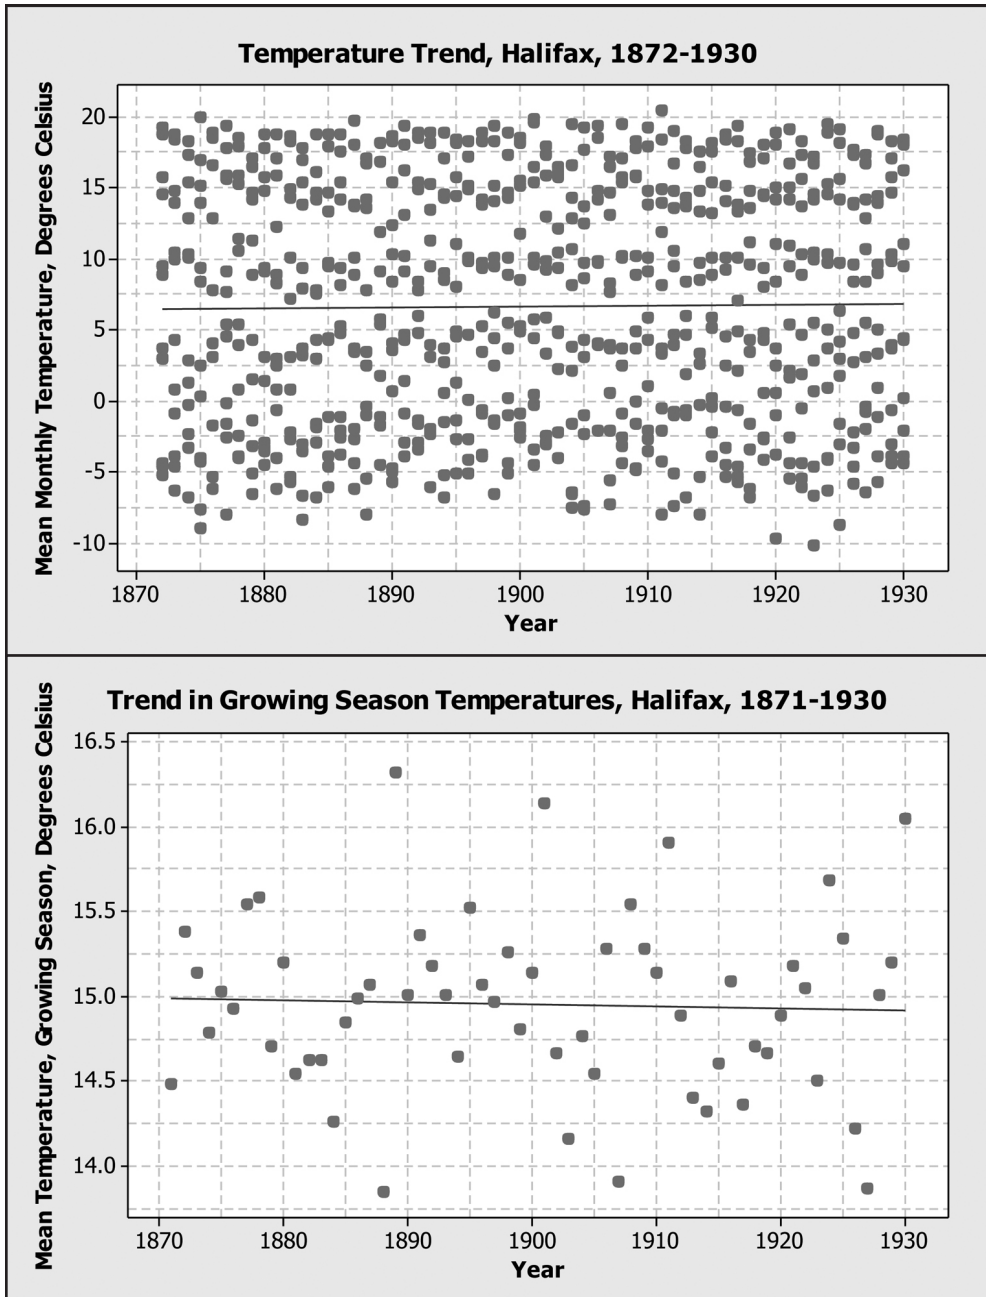 Temperature Trend, Halifax, 1872-1930
Mean Monthly Temperature, Degrees Celsius
20
15
10
5
0
-5
-10
1870 1880 1890 1900 1910 1920 1930
Year
Trend in Growing Season Temperatures, Halifax, 1871-1930
Mean Temperature, Growing Season, Degrees Celsius
16.5
16.0
15.5
15.0
14.5
14.0
1870 1880 1890 1900 1910 1920 1930
Year